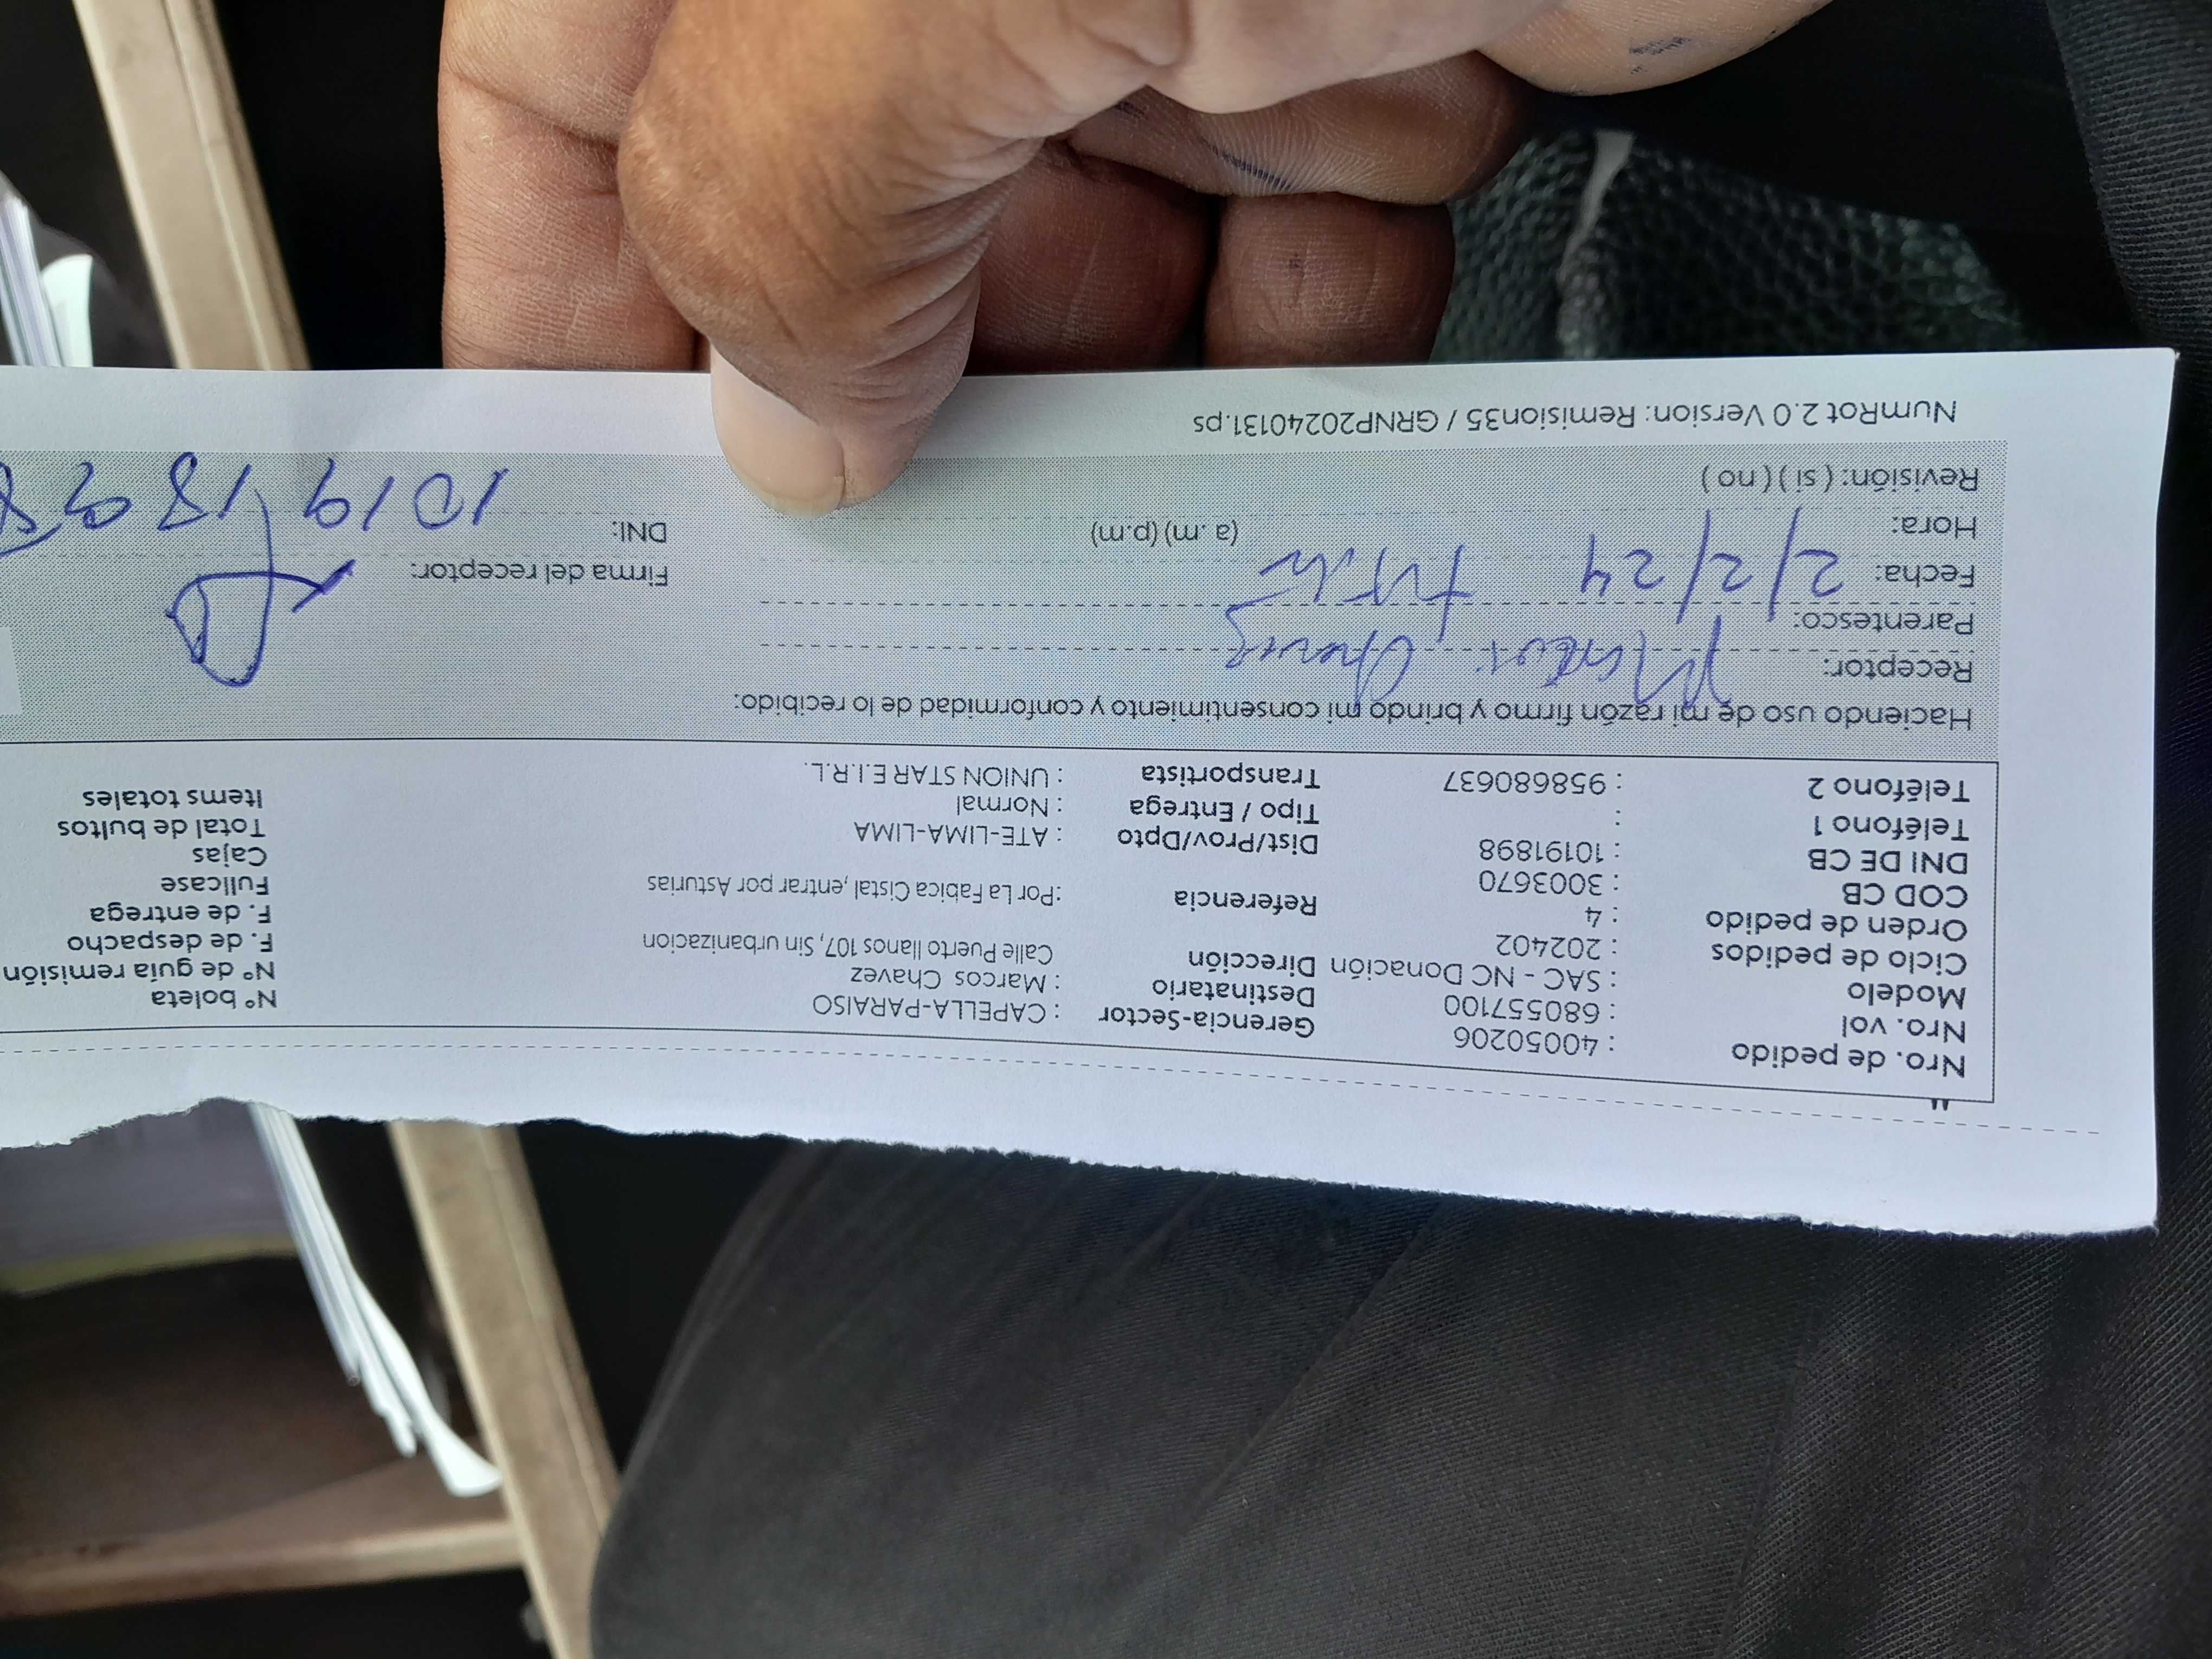 Nro. de pedido : 40050206 Gerencia-Sector : CAPELLA-PARAISO N° boleta
Nro. vol : 680557100 Destinatario : Marcos Chavez N° de guía remisión
Modelo : SAC - NC Donación Dirección Calle Puerto llanos 107, Sin urbanizacion F. de despacho
Ciclo de pedidos : 202402 F. de entrega
Orden de pedido : 4 Referencia :Por La Fabica Cistal ,entrar por Asturias Fullcase
COD CB : 3003670 Cajas
DNI DE CB : 10191898 Dist/Prov/Dpto : ATE-LIMA-LIMA Total de bultos
Teléfono 1 : Tipo / Entrega : Normal Items totales
Teléfono 2 : 958680637 Transportista : UNION STAR E.I.R.L.
Haciendo uso de mi razón firmo y brindo mi consentimiento y conformidad de lo recibido:
Receptor: Marcos Chavez
Parentesco:
Fecha: 2/2/24 Firma del receptor:
Hora: (a .m) (p.m) DNI: 10191898
Revisión: ( si ) ( no )
NumRot 2.0 Version: Remision35 / GRNP20240131.ps